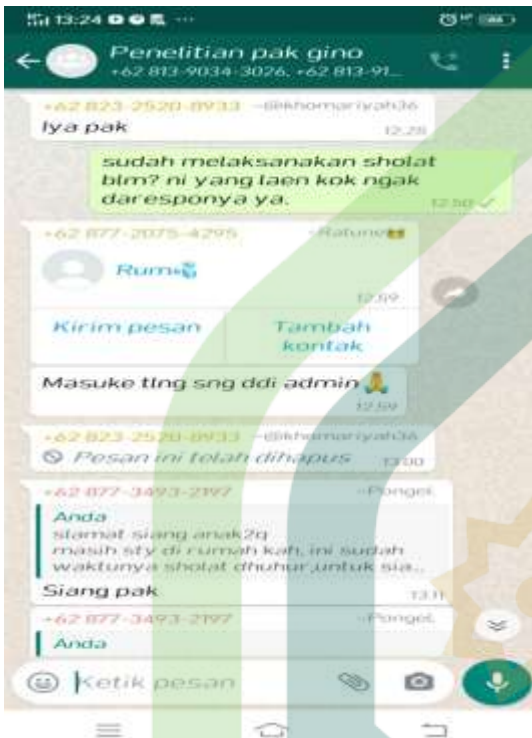 13:24
Penelitian pak gino
+62 813-9034-3026, +62 813-91...
+62 823-2520-8933 ~@khomariyah36
Iya pak
12.28
sudah melaksanakan sholat
blm? ni yang laen kok ngak
daresponya ya.
12.50
+62 877-2075-4295 ~Ratune
Rum
12.59
Kirim pesan
Tambah
kontak
Masuke tlng sng ddi admin
12.59
+62 823-2520-8933 ~@khomariyah36
Pesan ini telah dihapus 13.00
+62 877-3493-2197 ~Pongel.
Anda
slamat siang anak2q
masih sty di rumah kah, ini sudah
waktunya sholat dhuhur,untuk sia...
Siang pak
13.11
+62 877-3493-2197 ~Pongel.
Anda
Ketik pesan